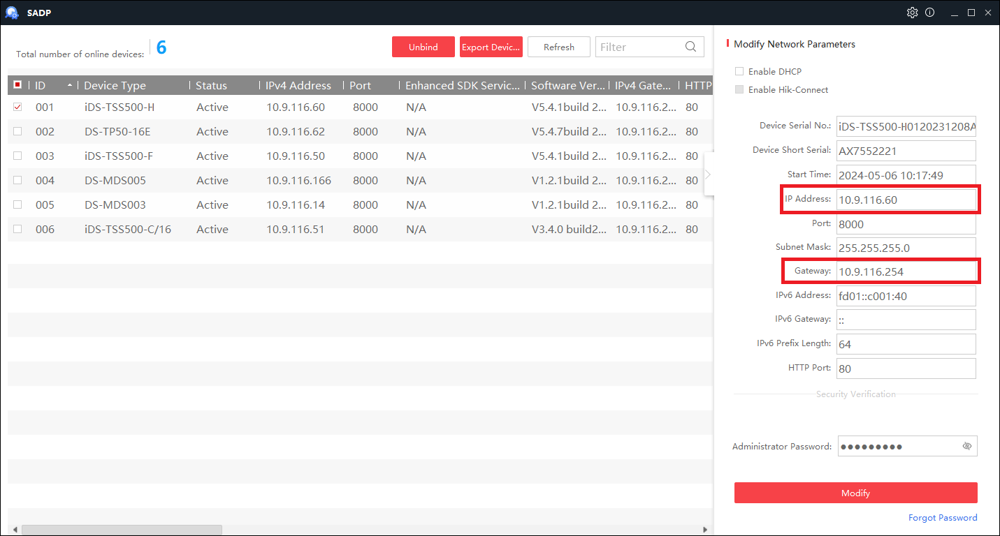 SADP
Total number of online devices: 6
Unbind
Export Devic...
Refresh
Filter
ID Device Type Status IPv4 Address Port Enhanced SDK Servic... Software Ver... IPv4 Gate... HTTP
001 iDS-TSS500-H Active 10.9.116.60 8000 N/A V5.4.1build 2... 10.9.116.2... 80
002 DS-TP50-16E Active 10.9.116.62 8000 N/A V5.4.7build 2... 10.9.116.2... 80
003 iDS-TSS500-F Active 10.9.116.50 8000 N/A V5.4.1build 2... 10.9.116.2... 80
004 DS-MDS005 Active 10.9.116.166 8000 N/A V1.2.1build 2... 10.9.116.2... 80
005 DS-MDS003 Active 10.9.116.14 8000 N/A V1.2.1build 2... 10.9.116.2... 80
006 iDS-TSS500-C/16 Active 10.9.116.51 8000 N/A V3.4.0 build2... 10.9.116.2... 80
Modify Network Parameters
Enable DHCP
Enable Hik-Connect
Device Serial No.: iDS-TSS500-H0120231208A
Device Short Serial: AX7552221
Start Time: 2024-05-06 10:17:49
IP Address: 10.9.116.60
Port: 8000
Subnet Mask: 255.255.255.0
Gateway: 10.9.116.254
IPv6 Address: fd01::c001:40
IPv6 Gateway: ::
IPv6 Prefix Length: 64
HTTP Port: 80
Security Verification
Administrator Password: ●●●●●●●●●
Modify
Forgot Password